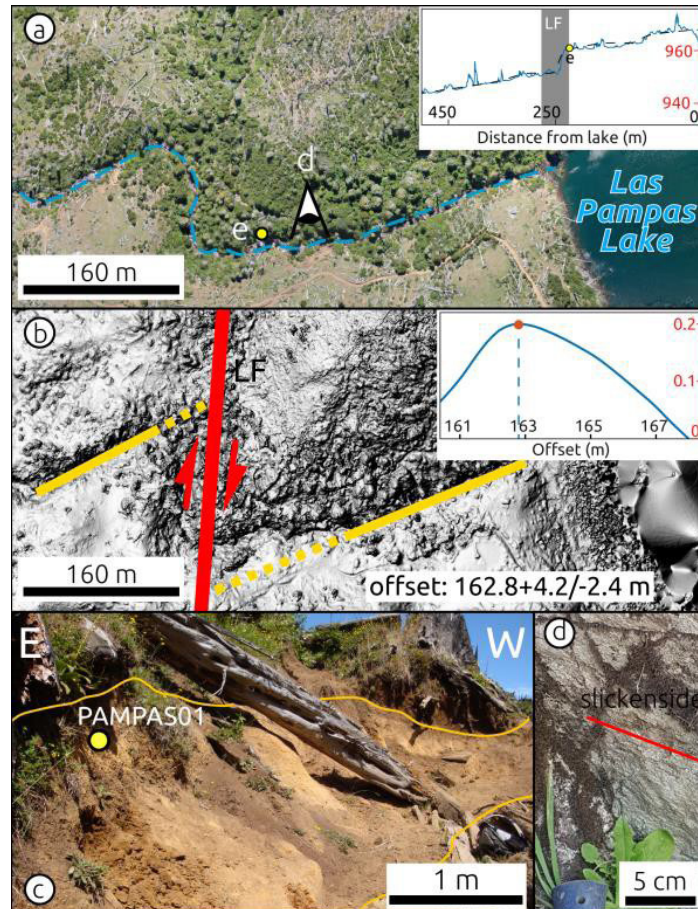 a
LF
960
e
940
450
250
0
Distance from lake (m)
d
e
Las
Pampas
Lake
160 m
b
LF
0.2
0.1
0
161
163
165
167
Offset (m)
160 m
offset: 162.8+4.2/-2.4 m
E
W
PAMPAS01
c
1 m
d
slickenside
5 cm